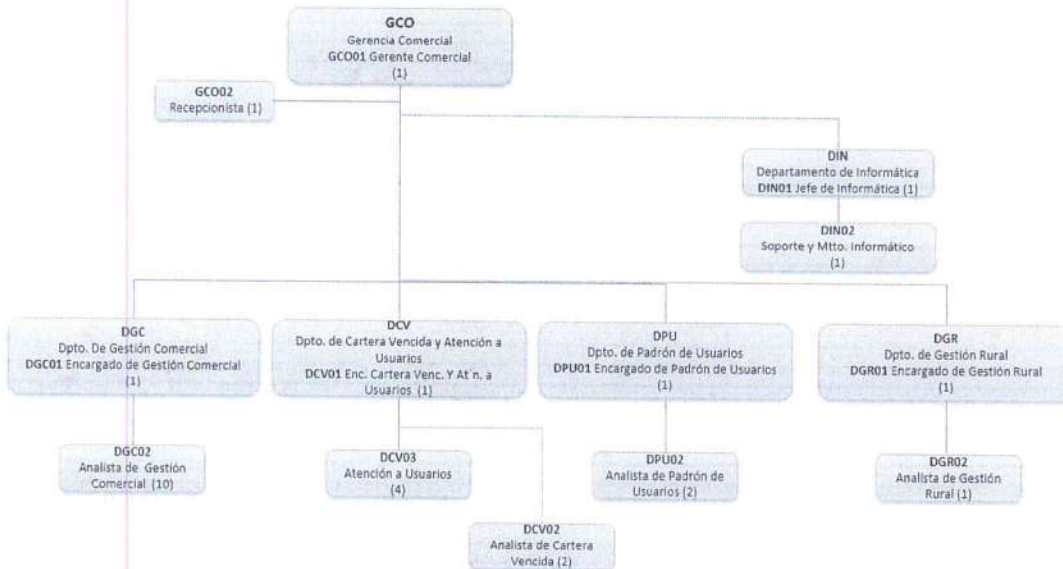 GCO
Gerencia Comercial
GCO01 Gerente Comercial
(1)
GCO02
Recepcionista (1)
DIN
Departamento de Informática
DIN01 Jefe de Informática (1)
DIN02
Soporte y Mtto. Informático
(1)
DGC
Dpto. De Gestión Comercial
DGC01 Encargado de Gestión Comercial
(1)
DCV
Dpto. de Cartera Vencida y Atención a
Usuarios
DCV01 Enc. Cartera Venc. Y At´n. a
Usuarios (1)
DPU
Dpto. de Padrón de Usuarios
DPU01 Encargado de Padrón de Usuarios
(1)
DGR
Dpto. de Gestión Rural
DGR01 Encargado de Gestión Rural
(1)
DGC02
Analista de Gestión
Comercial (10)
DCV03
Atención a Usuarios
(4)
DPU02
Analista de Padrón de
Usuarios (2)
DGR02
Analista de Gestión
Rural (1)
DCV02
Analista de Cartera
Vencida (2)